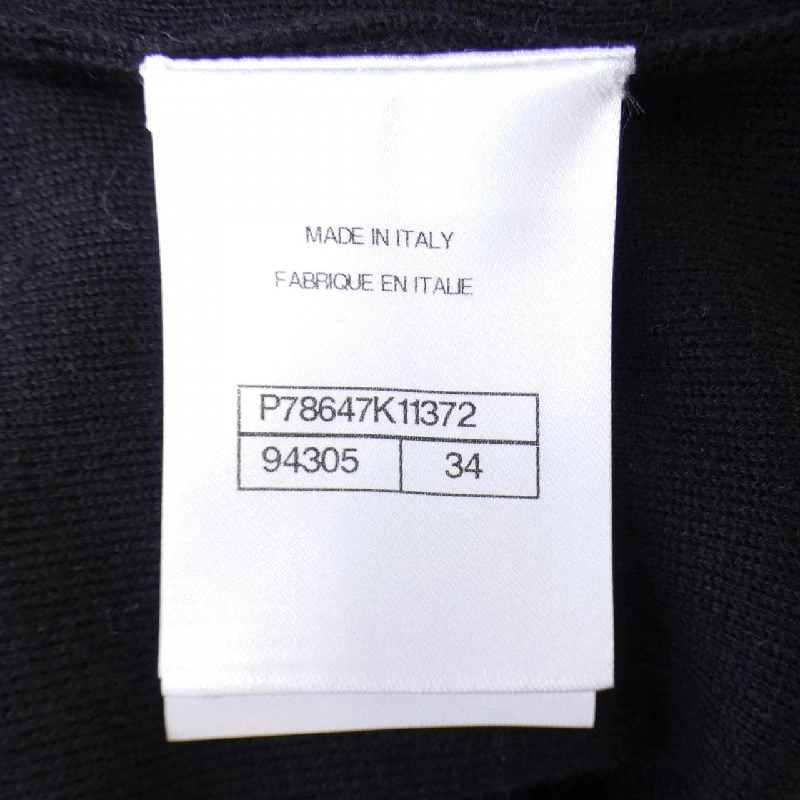 MADE IN ITALY
FABRIQUE EN ITALIE
P78647K11372
94305 34